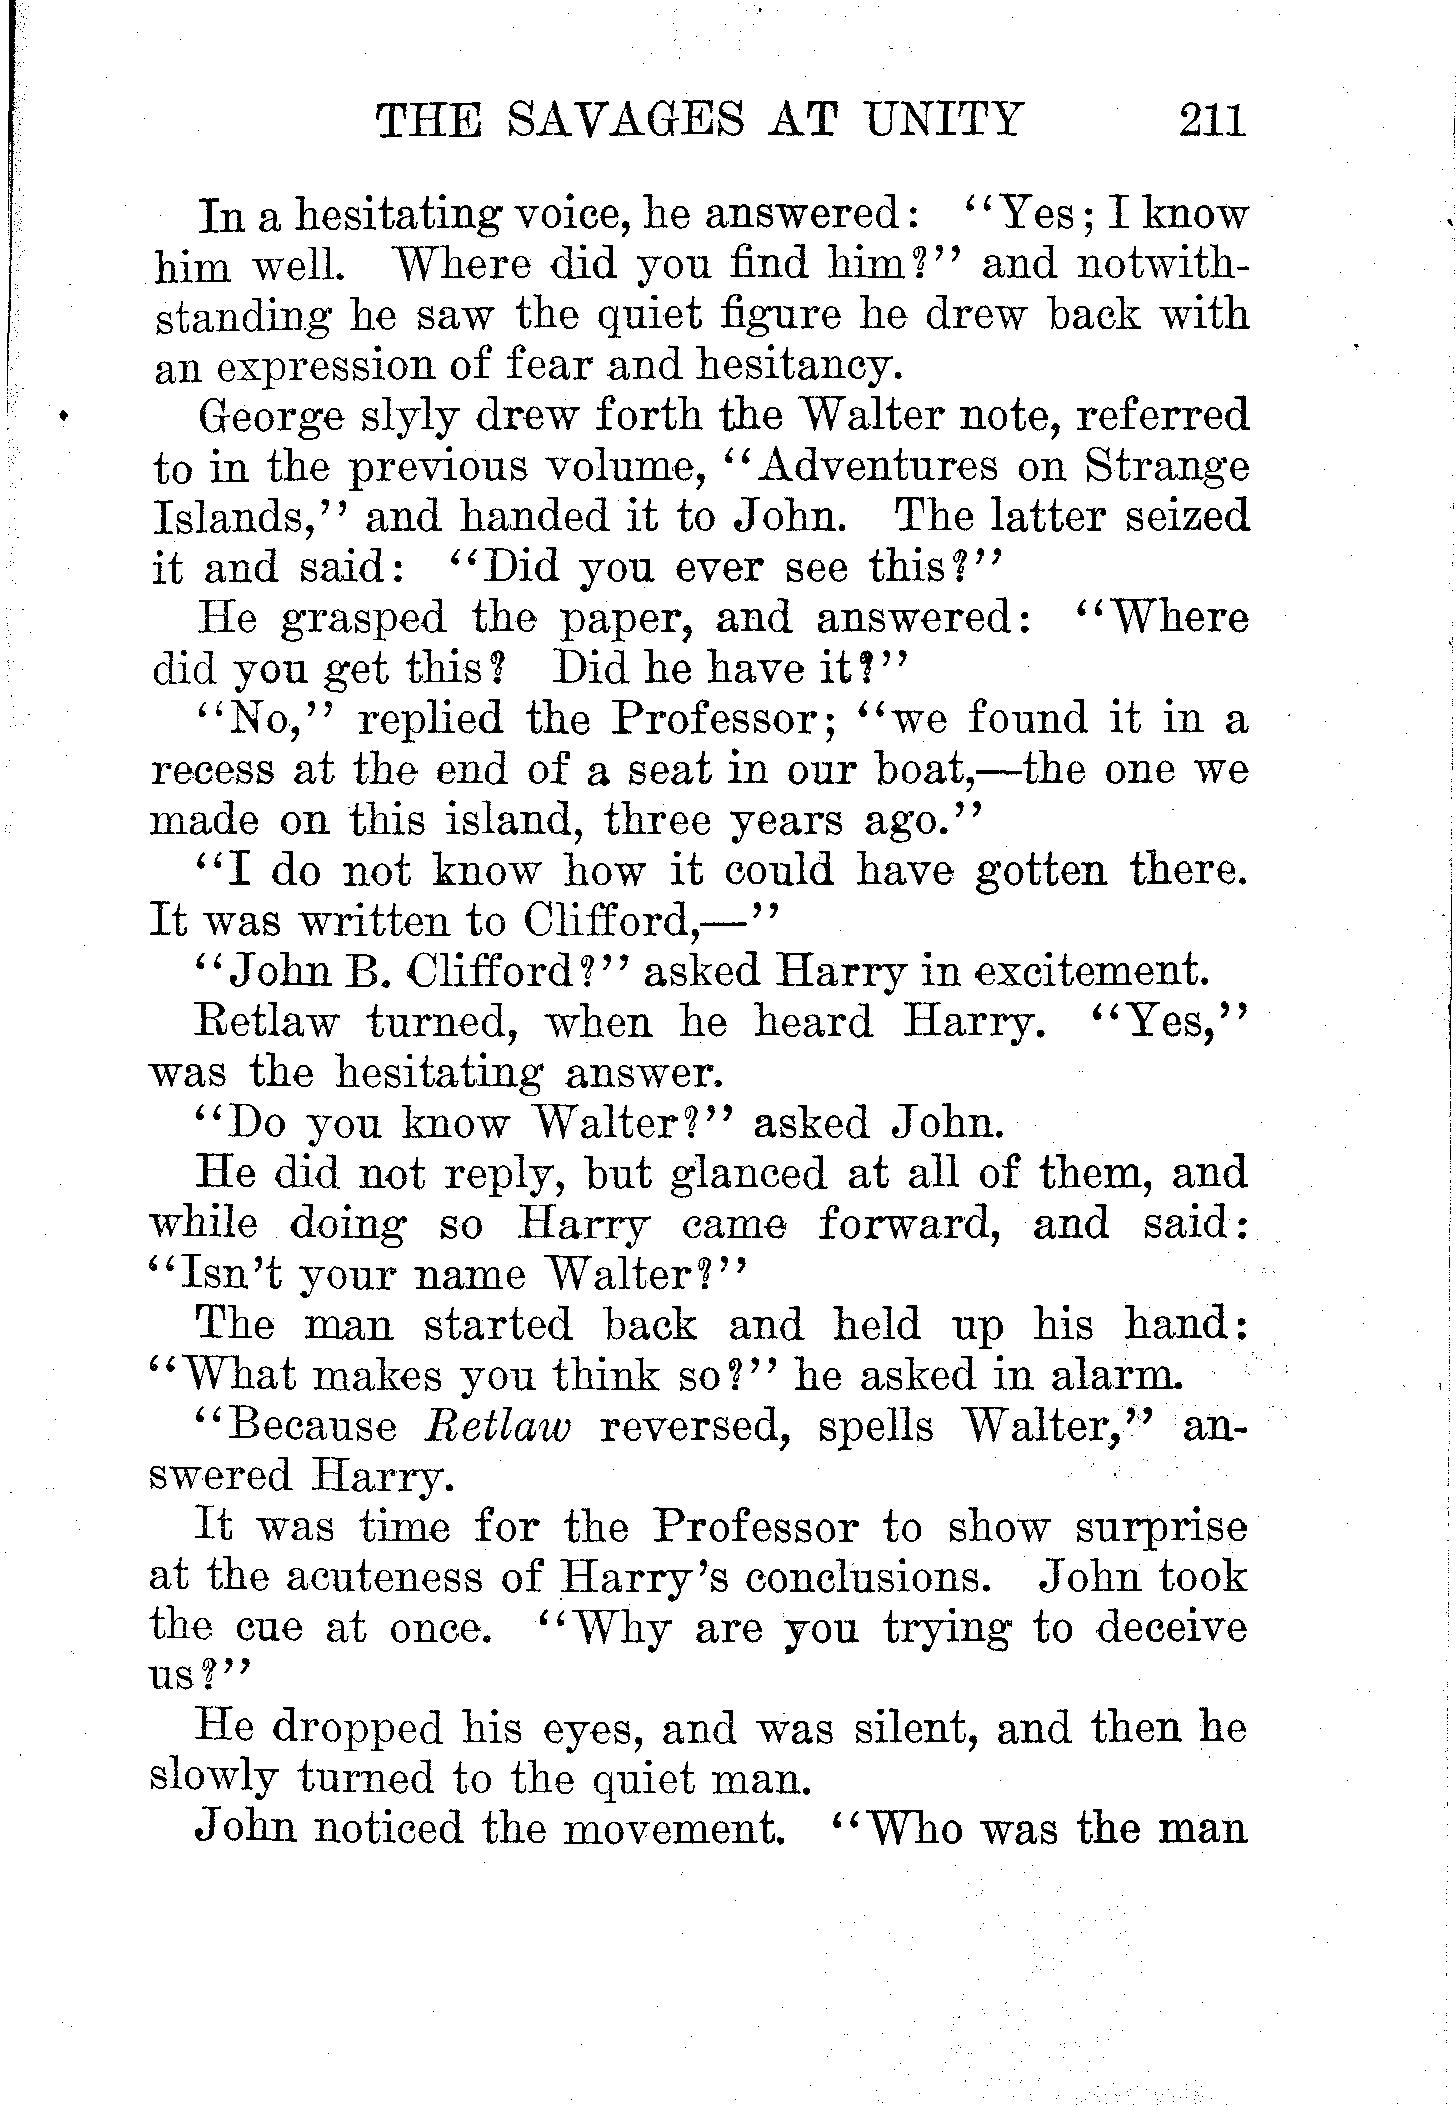 THE SAVAGES AT UNITY 211
In a hesitating voice, he answered: "Yes; I know
him well. Where did you find him?" and notwith-
standing he saw the quiet figure he drew back with
an expression of fear and hesitancy.
George slyly drew forth the Walter note, referred
to in the previous volume, "Adventures on Strange
Islands," and handed it to John. The latter seized
it and said: "Did you ever see this?"
He grasped the paper, and answered: "Where
did you get this? Did he have it?"
"No," replied the Professor; "we found it in a
recess at the end of a seat in our boat,—the one we
made on this island, three years ago."
"I do not know how it could have gotten there.
It was written to Clifford,—"
"John B. Clifford?" asked Harry in excitement.
Retlaw turned, when he heard Harry. "Yes,"
was the hesitating answer.
"Do you know Walter?" asked John.
He did not reply, but glanced at all of them, and
while doing so Harry came forward, and said:
"Isn't your name Walter?"
The man started back and held up his hand:
"What makes you think so?" he asked in alarm.
"Because Retlaw reversed, spells Walter," an-
swered Harry.
It was time for the Professor to show surprise
at the acuteness of Harry's conclusions. John took
the cue at once. "Why are you trying to deceive
us?"
He dropped his eyes, and was silent, and then he
slowly turned to the quiet man.
John noticed the movement. "Who was the man